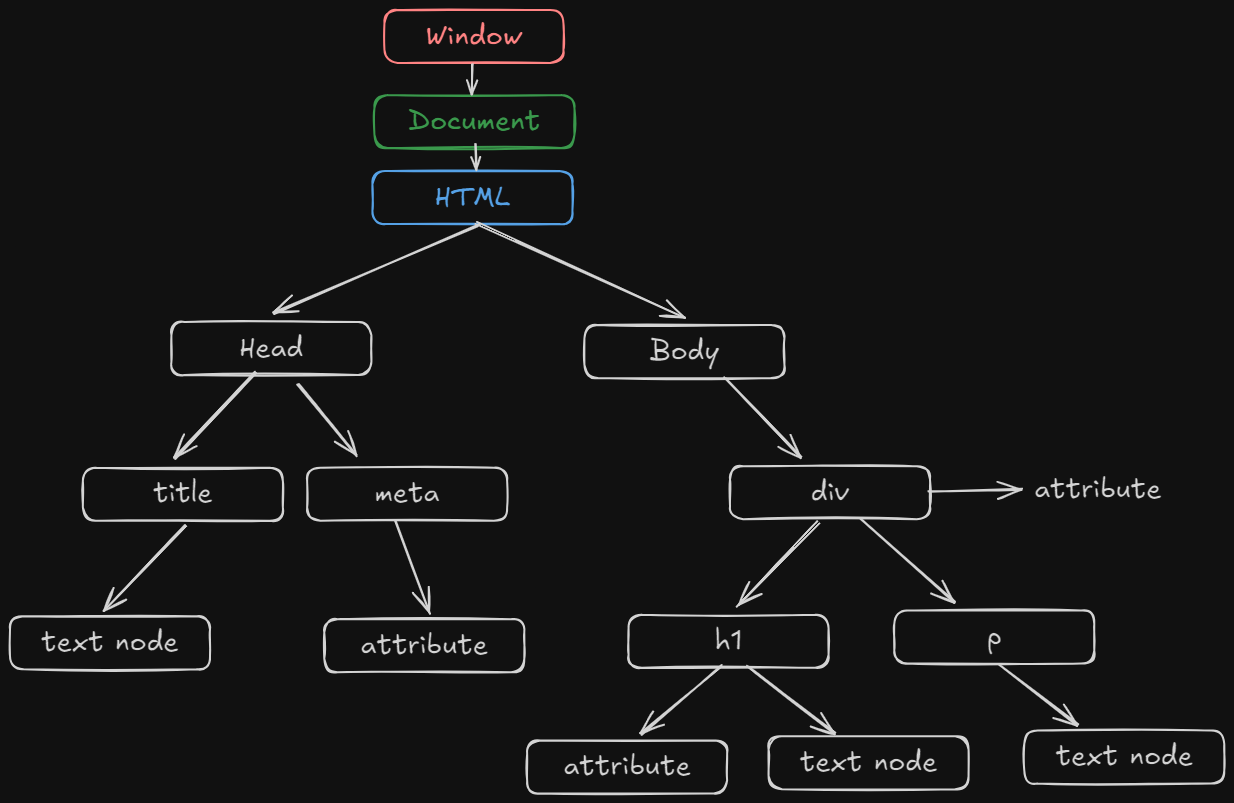 Window
Document
HTML
Head
Body
title
meta
div
attribute
text node
attribute
h1
p
attribute
text node
text node